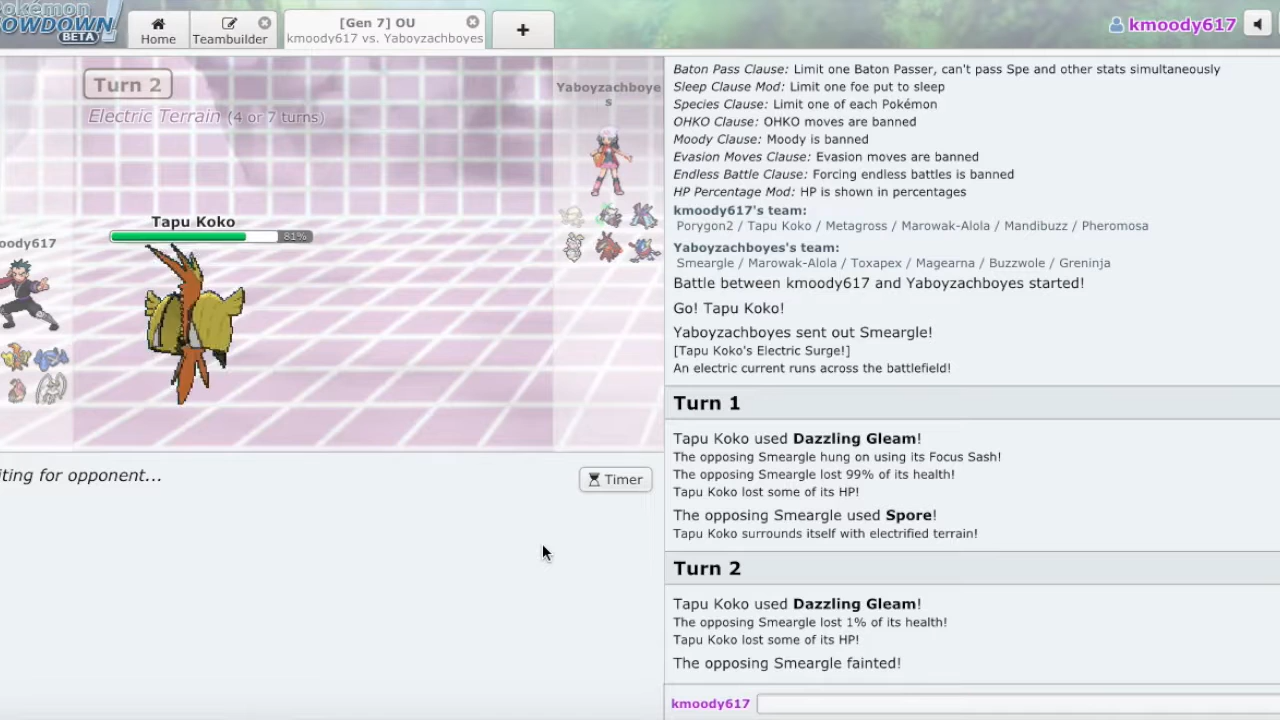 Pokémon
SHOWDOWN!
BETA
Home
Teambuilder
[Gen 7] OU
kmoody617 vs. Yaboyzachboyes
+
kmoody617
Turn 2
Electric Terrain (4 or 7 turns)
Yaboyzachboye
s
Tapu Koko
81%
oody617
iting for opponent...
Timer
Baton Pass Clause: Limit one Baton Passer, can't pass Spe and other stats simultaneously
Sleep Clause Mod: Limit one foe put to sleep
Species Clause: Limit one of each Pokémon
OHKO Clause: OHKO moves are banned
Moody Clause: Moody is banned
Evasion Moves Clause: Evasion moves are banned
Endless Battle Clause: Forcing endless battles is banned
HP Percentage Mod: HP is shown in percentages
kmoody617's team:
Porygon2 / Tapu Koko / Metagross / Marowak-Alola / Mandibuzz / Pheromosa
Yaboyzachboyes's team:
Smeargle / Marowak-Alola / Toxapex / Magearna / Buzzwole / Greninja
Battle between kmoody617 and Yaboyzachboyes started!
Go! Tapu Koko!
Yaboyzachboyes sent out Smeargle!
[Tapu Koko's Electric Surge!]
An electric current runs across the battlefield!
Turn 1
Tapu Koko used Dazzling Gleam!
The opposing Smeargle hung on using its Focus Sash!
The opposing Smeargle lost 99% of its health!
Tapu Koko lost some of its HP!
The opposing Smeargle used Spore!
Tapu Koko surrounds itself with electrified terrain!
Turn 2
Tapu Koko used Dazzling Gleam!
The opposing Smeargle lost 1% of its health!
Tapu Koko lost some of its HP!
The opposing Smeargle fainted!
kmoody617